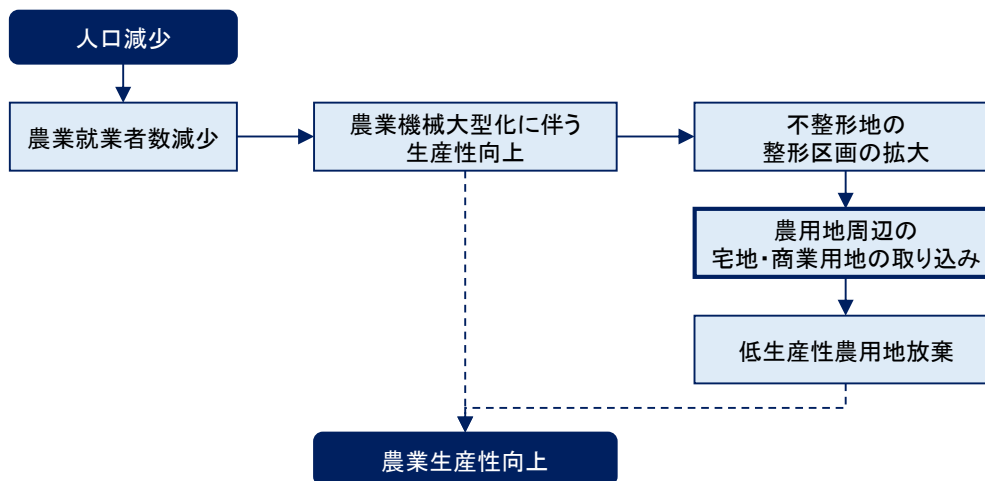 人口減少
農業就業者数減少
農業機械大型化に伴う
生産性向上
不整形地の
整形区画の拡大
農用地周辺の
宅地・商業用地の取り込み
低生産性農用地放棄
農業生産性向上